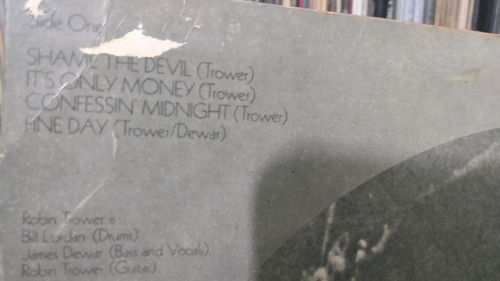 Side One
SHAME THE DEVIL (Trower)
IT'S ONLY MONEY (Trower)
CONFESSIN' MIDNIGHT (Trower)
FINE DAY (Trower/Dewar)
Robin Trower is
Bill Lordan (Drums)
James Dewar (Bass and Vocals)
Robin Trower (Guitar)